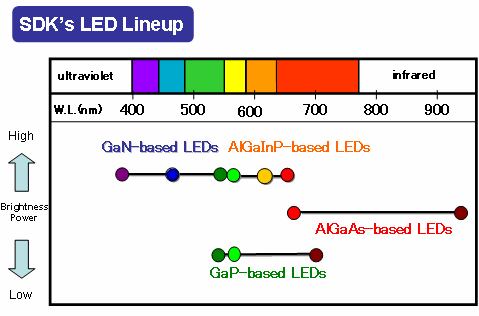 SDK's LED Lineup
ultraviolet infrared
W.L.(nm) 400 500 600 700 800 900
High
GaN-based LEDs AlGaInP-based LEDs
Brightness
Power
AlGaAs-based LEDs
GaP-based LEDs
Low